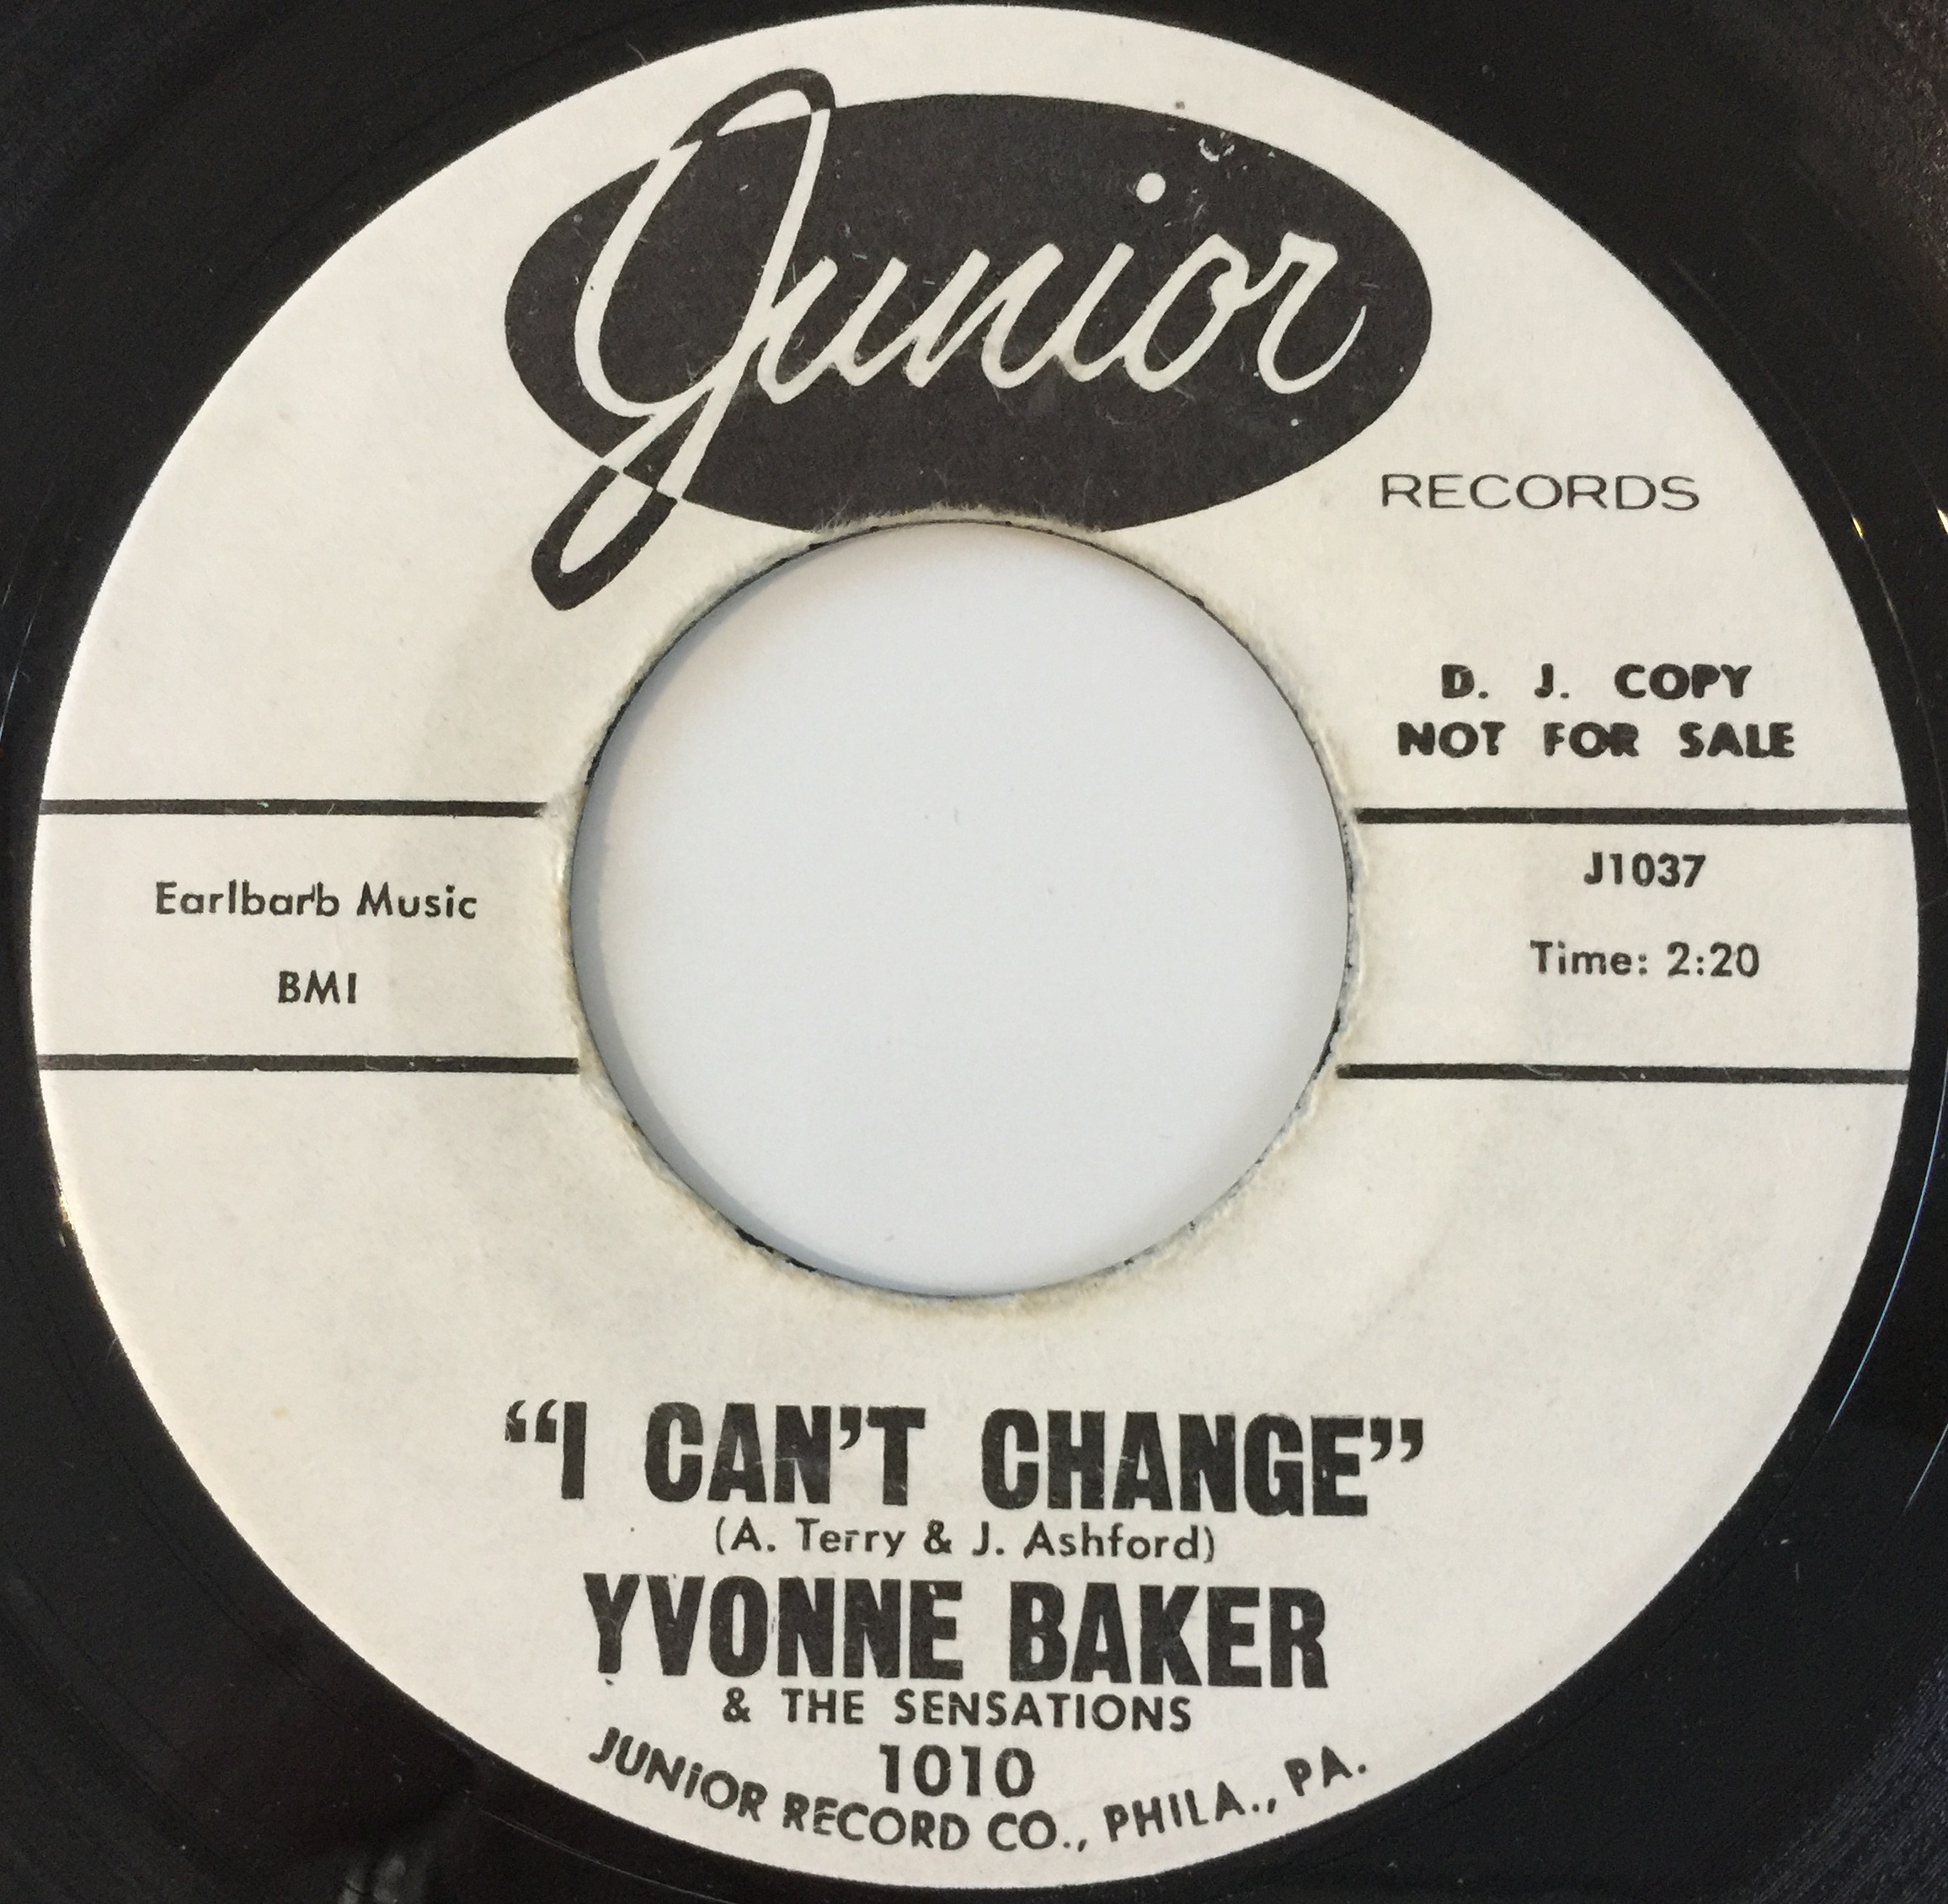 Junior
RECORDS
D. J. COPY
NOT FOR SALE
Earlbarb Music
BMI
J1037
Time: 2:20
“I CAN’T CHANGE”
(A. Terry & J. Ashford)
YVONNE BAKER
& THE SENSATIONS
1010
JUNiOR RECORD CO., PHILA., PA.